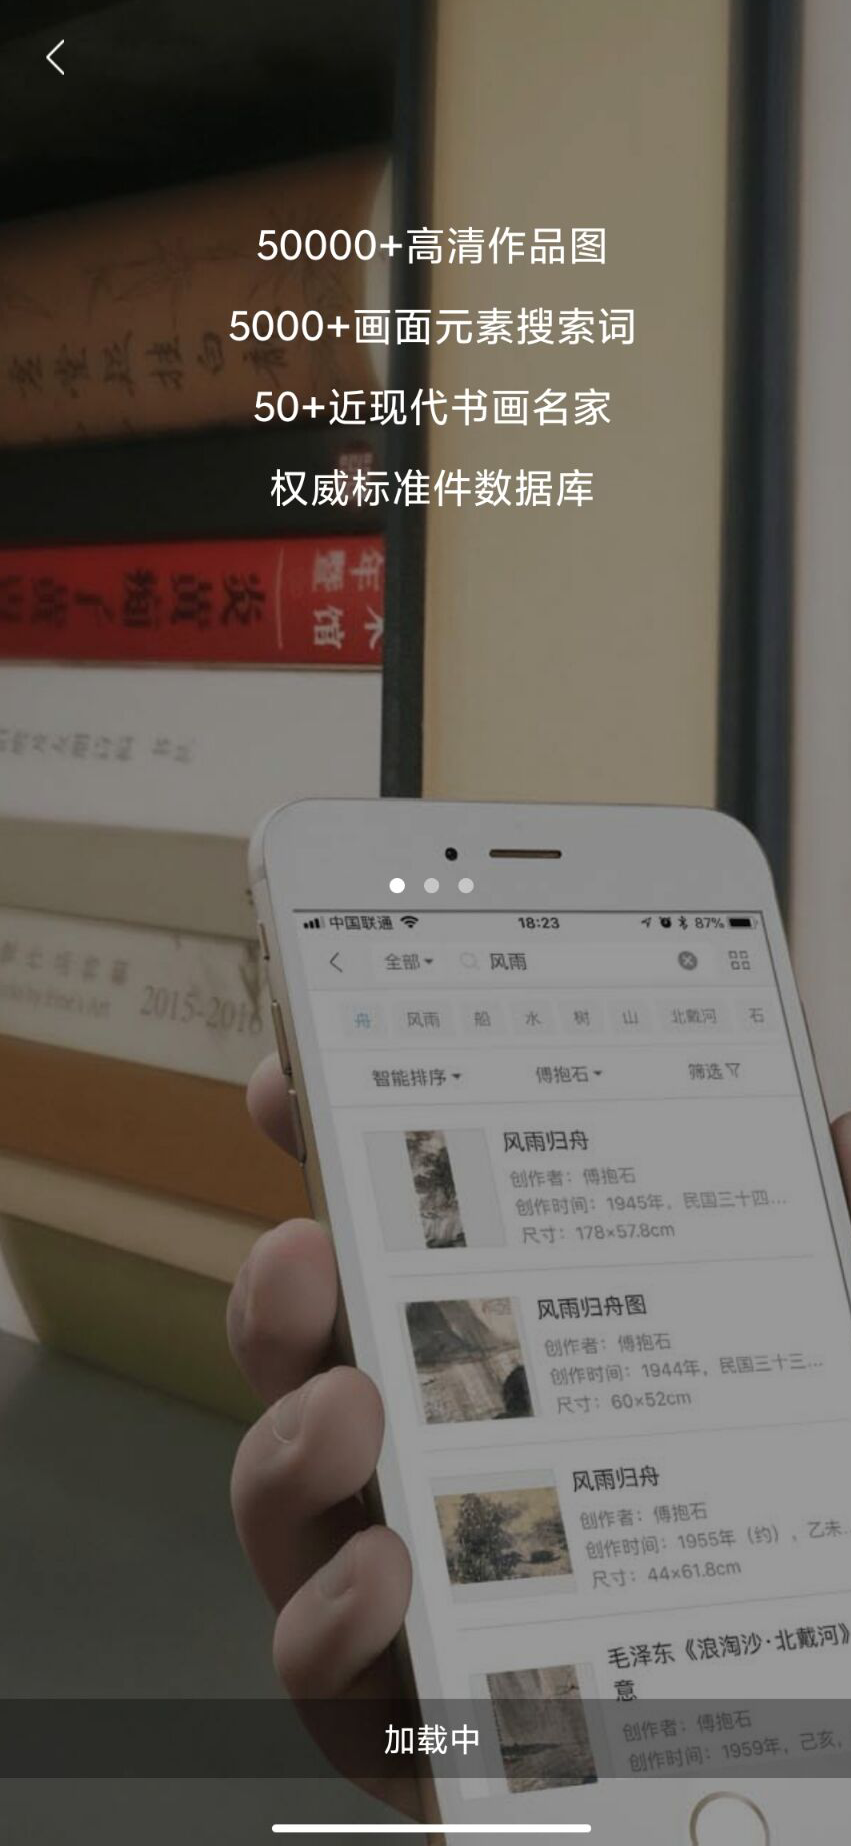 50000+高清作品图
5000+画面元素搜索词
50+近现代书画名家
权威标准件数据库
年暨
馆
2015-2016
中国联通
18:23
87%
全部
风雨
舟 风雨 船 水 树 山 北戴河 石
智能排序 傅抱石 筛选
风雨归舟
创作者：傅抱石
创作时间：1945年，民国三十四...
尺寸：178×57.8cm
风雨归舟图
创作者：傅抱石
创作时间：1944年，民国三十三...
尺寸：60×52cm
风雨归舟
创作者：傅抱石
创作时间：1955年（约）、乙未...
尺寸：44×61.8cm
毛泽东《浪淘沙·北戴河》
意
创作者：傅抱石
创作时间：1959年，己亥，
加载中